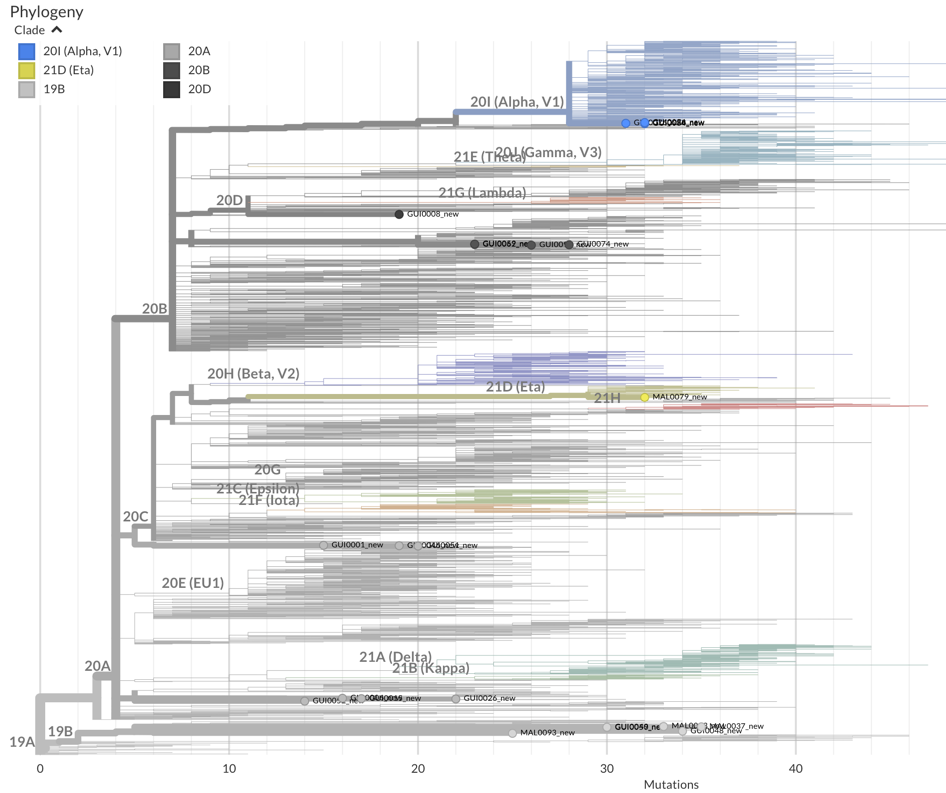 Phylogeny
Clade
20I (Alpha, V1)
21D (Eta)
19B
20A
20B
20D
20I (Alpha, V1)
20J (Gamma, V3)
21E (Theta)
21G (Lambda)
20D
GUI0008_new
GUI0074_new
20B
20H (Beta, V2)
21D (Eta)
21H
MAL0079_new
20G
21C (Epsilon)
21F (Iota)
20C
GUI0001_new
20E (EU1)
21A (Delta)
21B (Kappa)
20A
GUI0026_new
19B
MAL0037_new
GUI0048_new
MAL0093_new
19A
0
10
20
30
40
Mutations